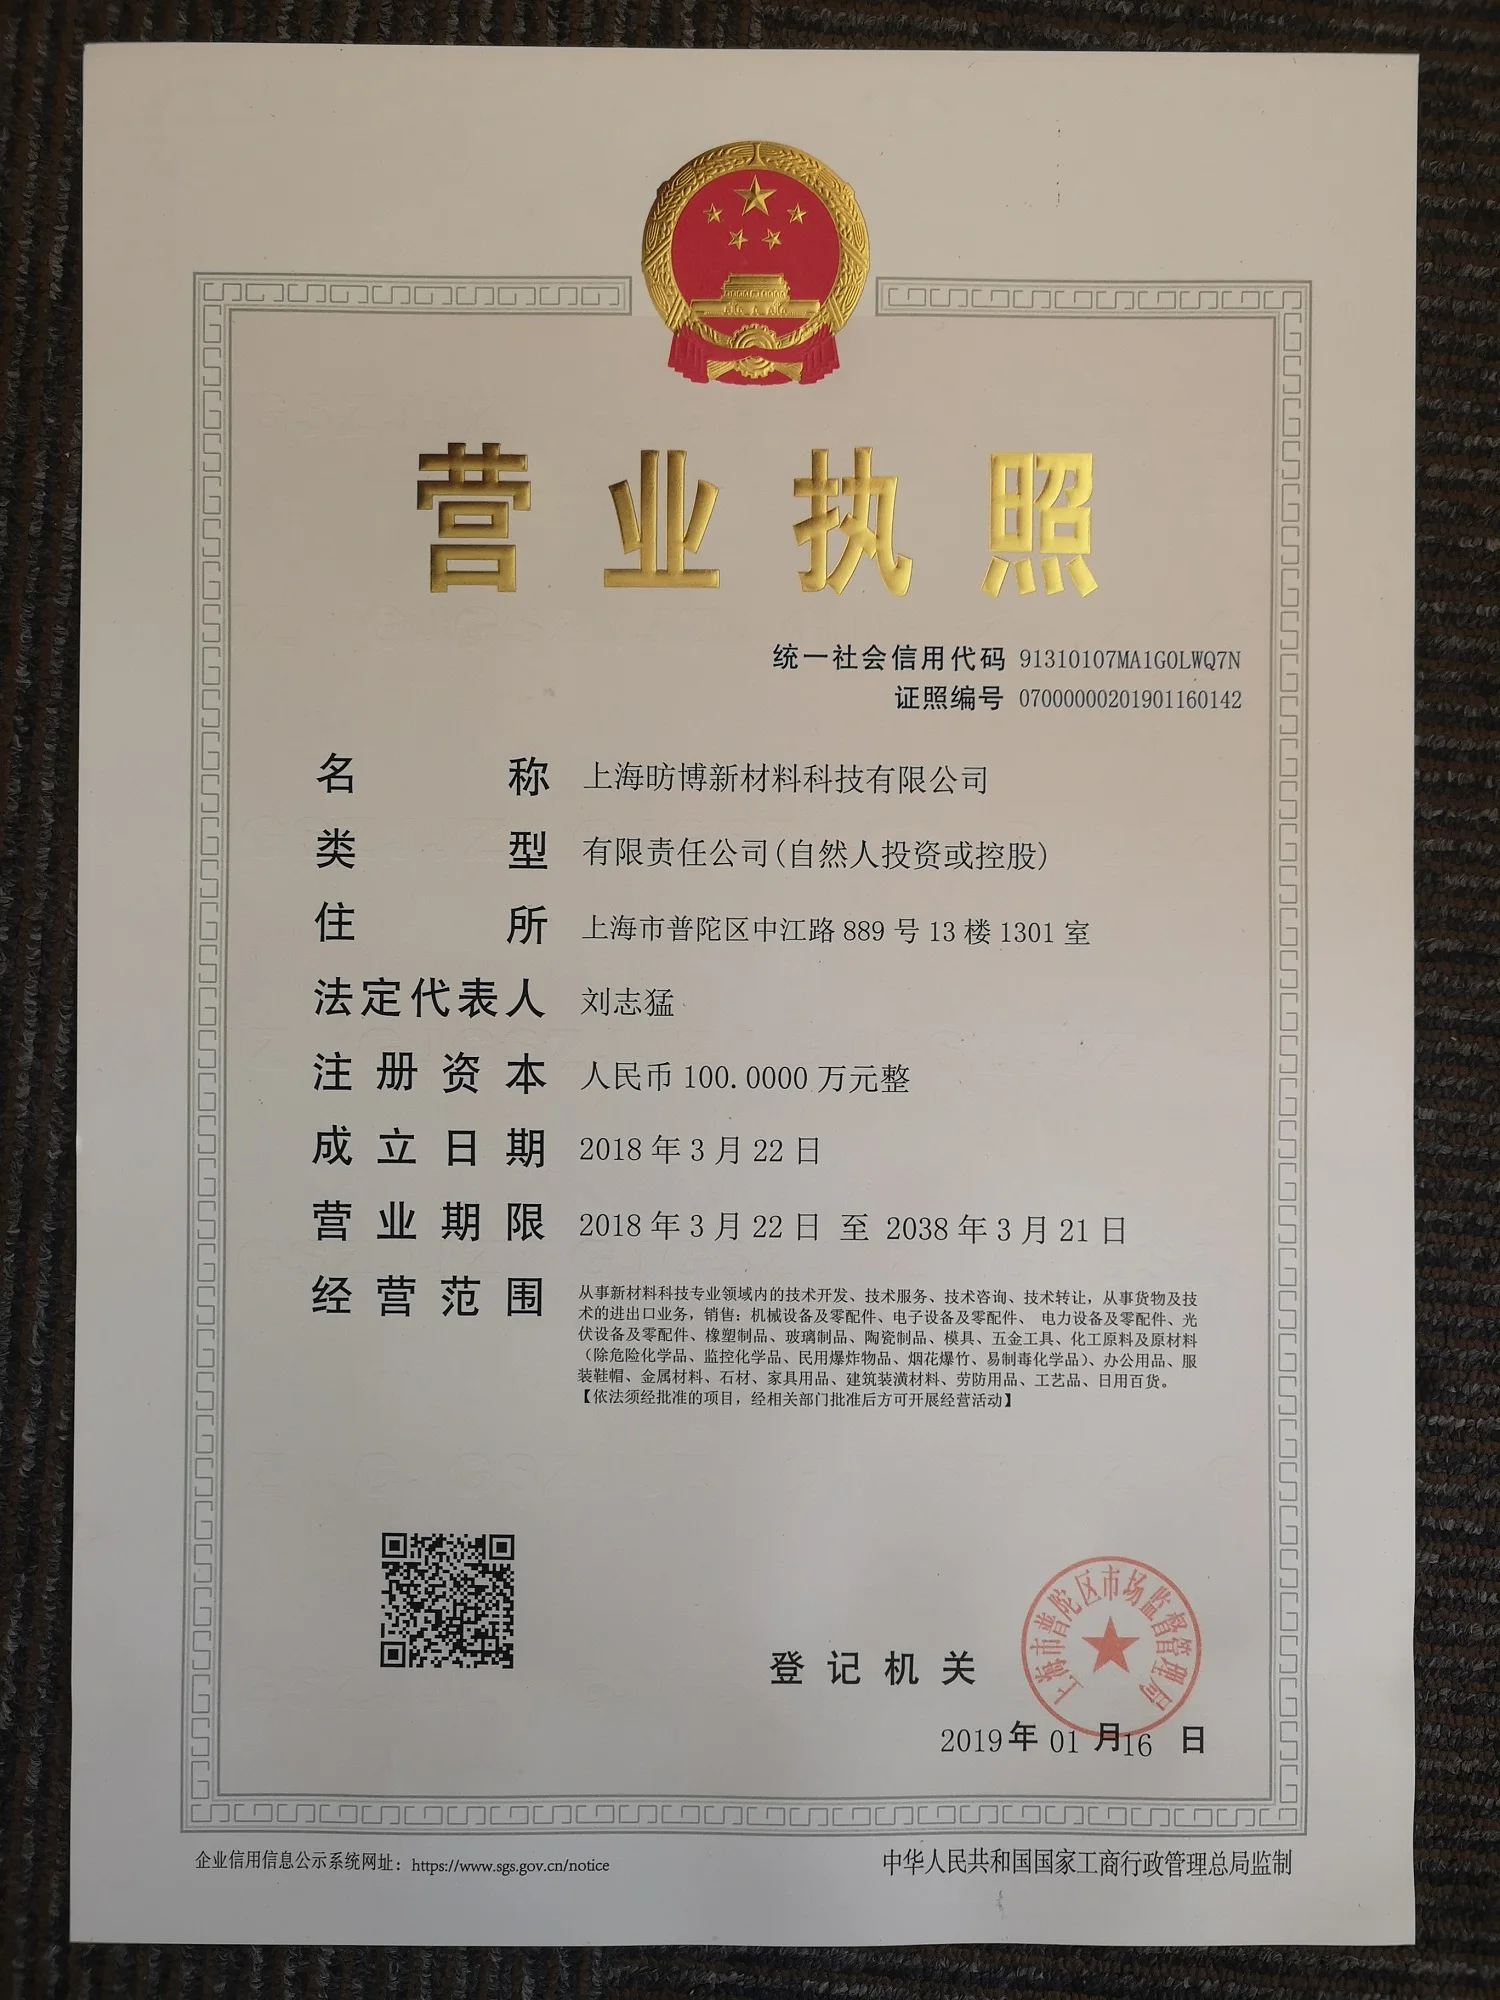 营业执照
统一社会信用代码 91310107MA1G0LWQ7N
证照编号 07000000201901160142
名称 上海昉博新材料科技有限公司
类型 有限责任公司(自然人投资或控股)
住所 上海市普陀区中江路889号13楼1301室
法定代表人 刘志猛
注册资本 人民币100.0000万元整
成立日期 2018年3月22日
营业期限 2018年3月22日 至 2038年3月21日
经营范围 从事新材料科技专业领域内的技术开发、技术服务、技术咨询、技术转让，从事货物及技
术的进出口业务，销售：机械设备及零配件、电子设备及零配件、 电力设备及零配件、光
伏设备及零配件、橡塑制品、玻璃制品、陶瓷制品、模具、五金工具、化工原料及原材料
（除危险化学品、监控化学品、民用爆炸物品、烟花爆竹、易制毒化学品）、办公用品、服
装鞋帽、金属材料、石材、家具用品、建筑装潢材料、劳防用品、工艺品、日用百货。
【依法须经批准的项目，经相关部门批准后方可开展经营活动】
上海市普陀区市场监督管理局
登记机关
2019年01月16日
企业信用信息公示系统网址：https://www.sgs.gov.cn/notice
中华人民共和国国家工商行政管理总局监制